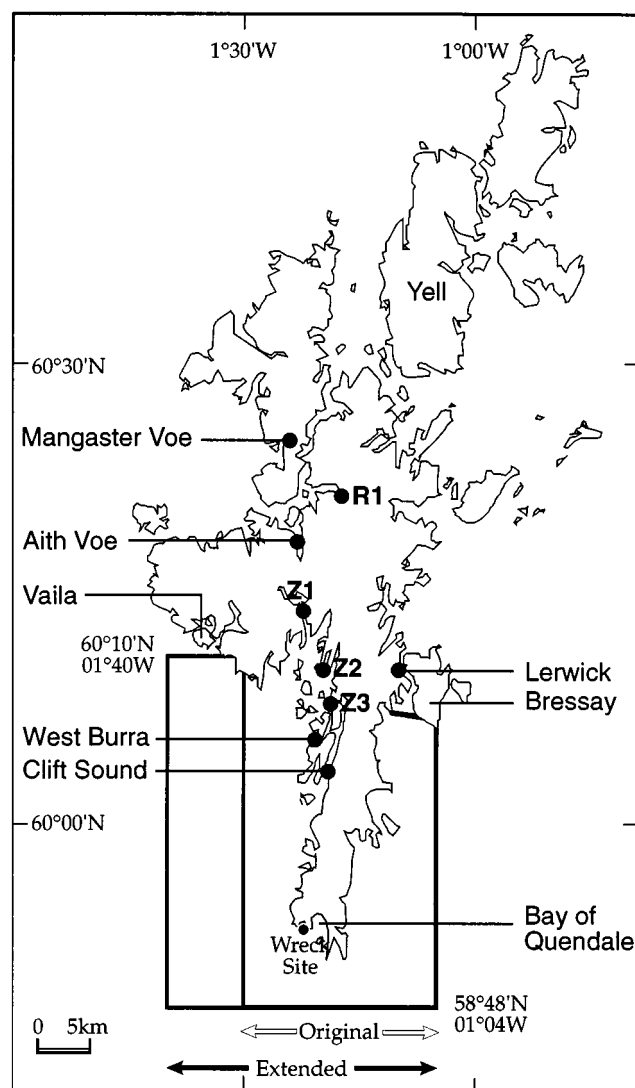 1°30'W
1°00'W
Yell
60°30'N
Mangaster Voe
R1
Aith Voe
Z1
Vaila
60°10'N
01°40W
Z2
Lerwick
Z3
Bressay
West Burra
Clift Sound
60°00'N
Bay of
Quendale
Wreck
Site
58°48'N
01°04W
0 5km
Original
Extended